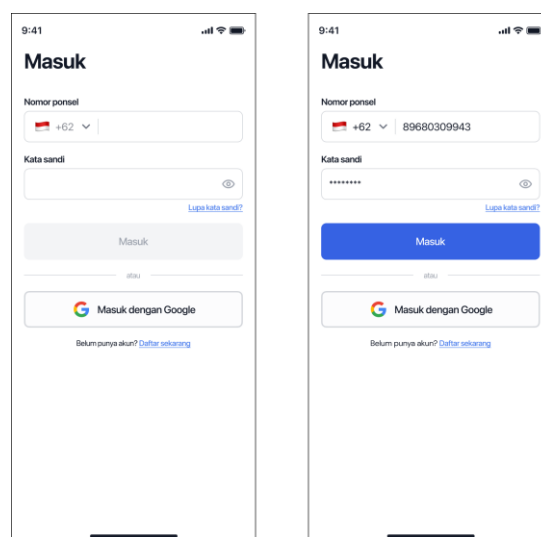 9:41
Masuk
Nomor ponsel
+62
Kata sandi
Lupa kata sandi?
Masuk
atau
Masuk dengan Google
Belum punya akun? Daftar sekarang
9:41
Masuk
Nomor ponsel
+62 89680309943
Kata sandi
********
Lupa kata sandi?
Masuk
atau
Masuk dengan Google
Belum punya akun? Daftar sekarang